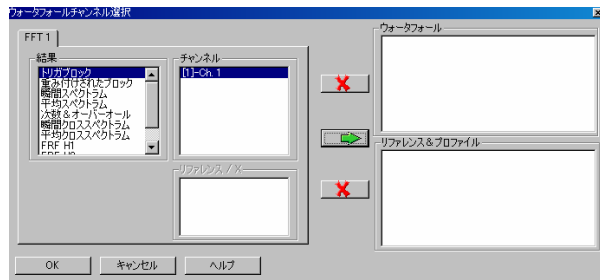 ウォータフォールチャンネル選択
FFT 1
結果
トリガブロック
重み付けされたブロック
瞬間スペクトラム
平均スペクトラム
次数＆オーバーオール
瞬間クロススペクトラム
平均クロススペクトラム
FRF H1
チャンネル
[1]-Ch. 1
リファレンス / X
ウォータフォール
リファレンス＆プロファイル
OK
キャンセル
ヘルプ